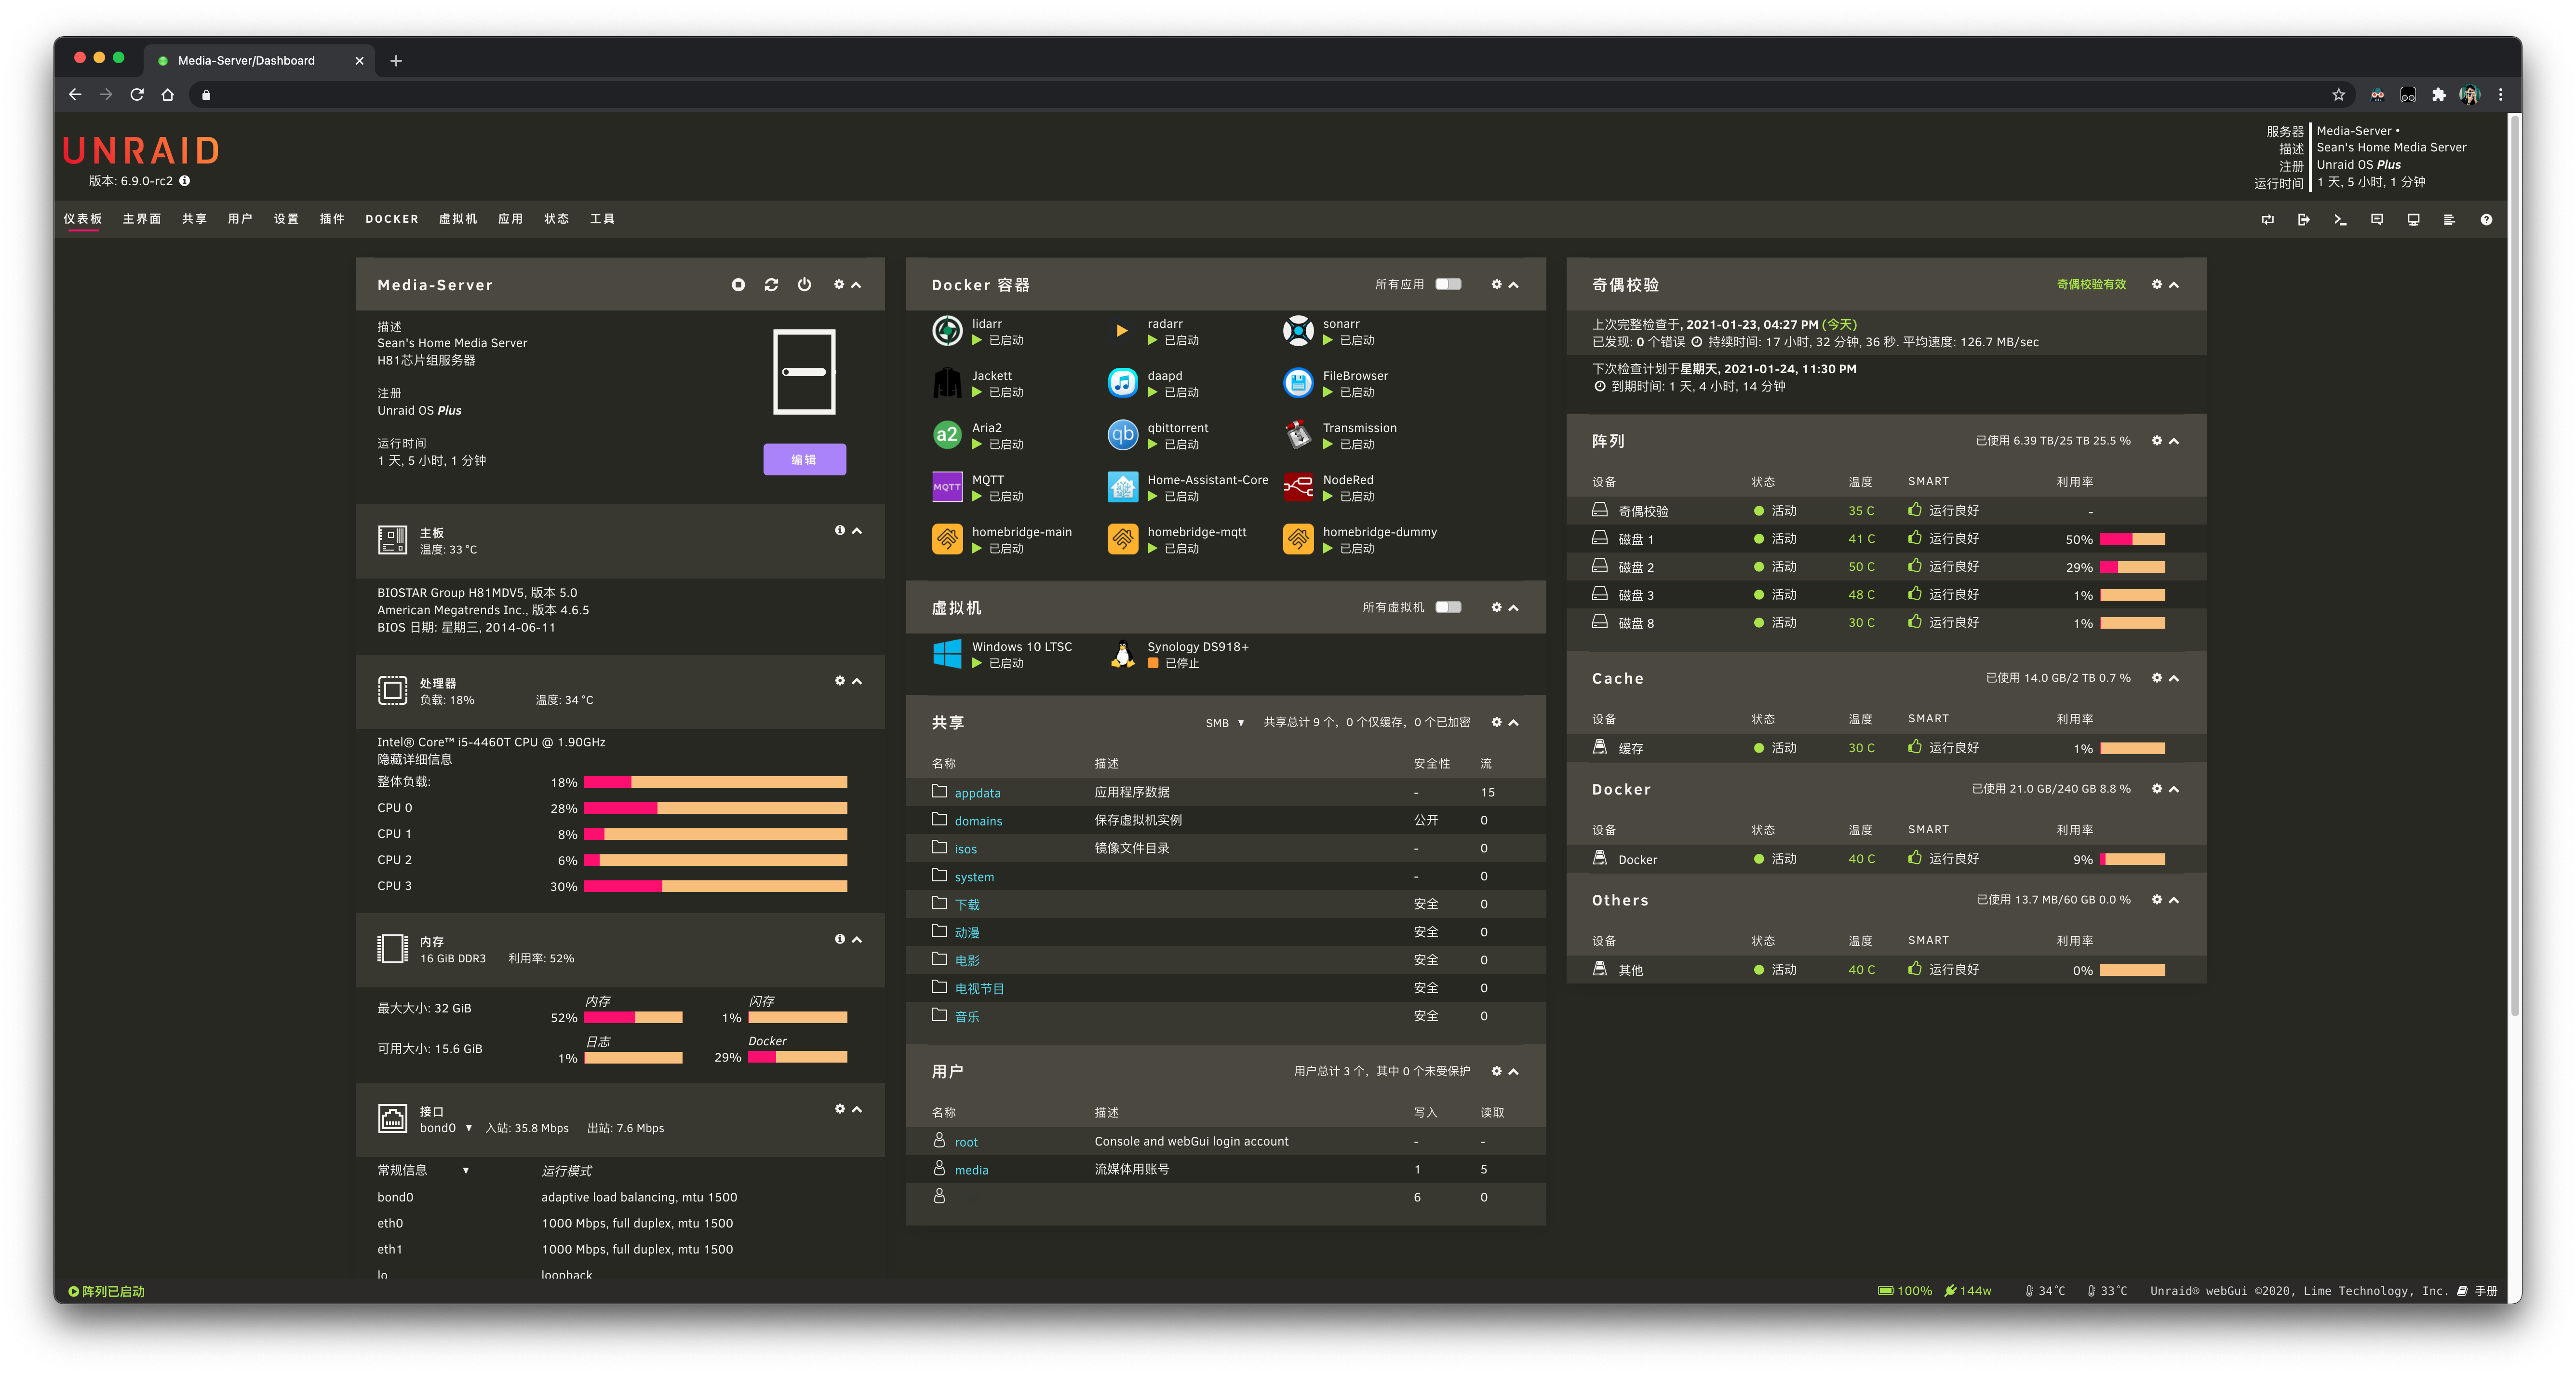 Media-Server/Dashboard
UNRAID
版本: 6.9.0-rc2
服务器 Media-Server •
描述 Sean's Home Media Server
注册 Unraid OS Plus
运行时间 1 天, 5 小时, 1 分钟
仪表板 主界面 共享 用户 设置 插件 DOCKER 虚拟机 应用 状态 工具
Media-Server
描述
Sean's Home Media Server
H81芯片组服务器
注册
Unraid OS Plus
运行时间
1 天, 5 小时, 1 分钟
编辑
主板
温度: 33 °C
BIOSTAR Group H81MDV5, 版本 5.0
American Megatrends Inc., 版本 4.6.5
BIOS 日期: 星期三, 2014-06-11
处理器
负载: 18% 温度: 34 °C
Intel® Core™ i5-4460T CPU @ 1.90GHz
隐藏详细信息
整体负载: 18%
CPU 0 28%
CPU 1 8%
CPU 2 6%
CPU 3 30%
内存
16 GiB DDR3 利用率: 52%
内存 闪存
最大大小: 32 GiB 52% 1%
日志 Docker
可用大小: 15.6 GiB 1% 29%
接口
bond0 ▼ 入站: 35.8 Mbps 出站: 7.6 Mbps
常规信息 ▼ 运行模式
bond0 adaptive load balancing, mtu 1500
eth0 1000 Mbps, full duplex, mtu 1500
eth1 1000 Mbps, full duplex, mtu 1500
lo loopback
Docker 容器 所有应用
lidarr radarr sonarr
已启动 已启动 已启动
Jackett daapd FileBrowser
已启动 已启动 已启动
a2 Aria2 qb qbittorrent Transmission
已启动 已启动 已启动
MQTT MQTT Home-Assistant-Core NodeRed
已启动 已启动 已启动
homebridge-main homebridge-mqtt homebridge-dummy
已启动 已启动 已启动
虚拟机 所有虚拟机
Windows 10 LTSC Synology DS918+
已启动 已停止
共享 SMB ▼ 共享总计 9 个，0 个仅缓存，0 个已加密
名称 描述 安全性 流
appdata 应用程序数据 - 15
domains 保存虚拟机实例 公开 0
isos 镜像文件目录 - 0
system - 0
下载 安全 0
动漫 安全 0
电影 安全 0
电视节目 安全 0
音乐 安全 0
用户 用户总计 3 个，其中 0 个未受保护
名称 描述 写入 读取
root Console and webGui login account - -
media 流媒体用账号 1 5
6 0
奇偶校验 奇偶校验有效
上次完整检查于, 2021-01-23, 04:27 PM (今天)
已发现: 0 个错误 持续时间: 17 小时, 32 分钟, 36 秒. 平均速度: 126.7 MB/sec
下次检查计划于星期天, 2021-01-24, 11:30 PM
到期时间: 1 天, 4 小时, 14 分钟
阵列 已使用 6.39 TB/25 TB 25.5 %
设备 状态 温度 SMART 利用率
奇偶校验 活动 35 C 运行良好 -
磁盘 1 活动 41 C 运行良好 50%
磁盘 2 活动 50 C 运行良好 29%
磁盘 3 活动 48 C 运行良好 1%
磁盘 8 活动 30 C 运行良好 1%
Cache 已使用 14.0 GB/2 TB 0.7 %
设备 状态 温度 SMART 利用率
缓存 活动 30 C 运行良好 1%
Docker 已使用 21.0 GB/240 GB 8.8 %
设备 状态 温度 SMART 利用率
Docker 活动 40 C 运行良好 9%
Others 已使用 13.7 MB/60 GB 0.0 %
设备 状态 温度 SMART 利用率
其他 活动 40 C 运行良好 0%
阵列已启动 100% 144w 34°C 33°C Unraid® webGui ©2020, Lime Technology, Inc. 手册